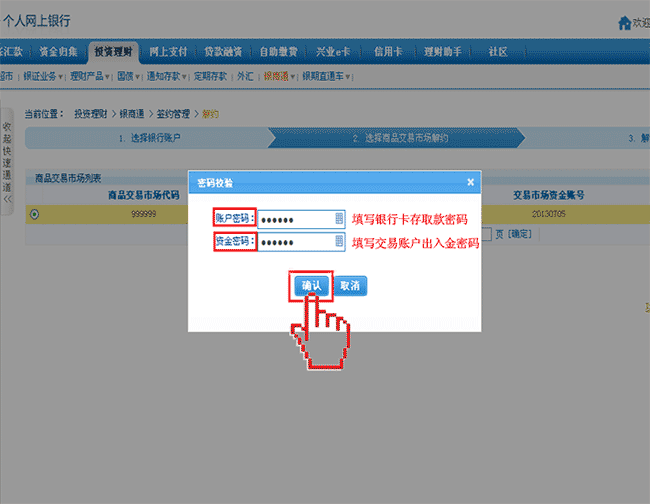 个人网上银行
欢迎
汇款 资金归集 投资理财 网上支付 贷款融资 自助缴费 兴业e卡 信用卡 理财助手 社区
超市 | 银证业务 | 理财产品 | 国债 | 通知存款 | 定期存款 | 外汇 | 银商通 | 银期直通车
收起快速通道 <<
当前位置： 投资理财 > 银商通 > 签约管理 > 解约
1. 选择银行账户 2. 选择商品交易市场解约 3. 解
商品交易市场列表
商品交易市场代码 交易市场资金账号
999999 20130705
页 [确定]
密码校验 ×
账户密码： ●●●●●● 填写银行卡存取款密码
资金密码： ●●●●●● 填写交易账户出入金密码
确认 取消